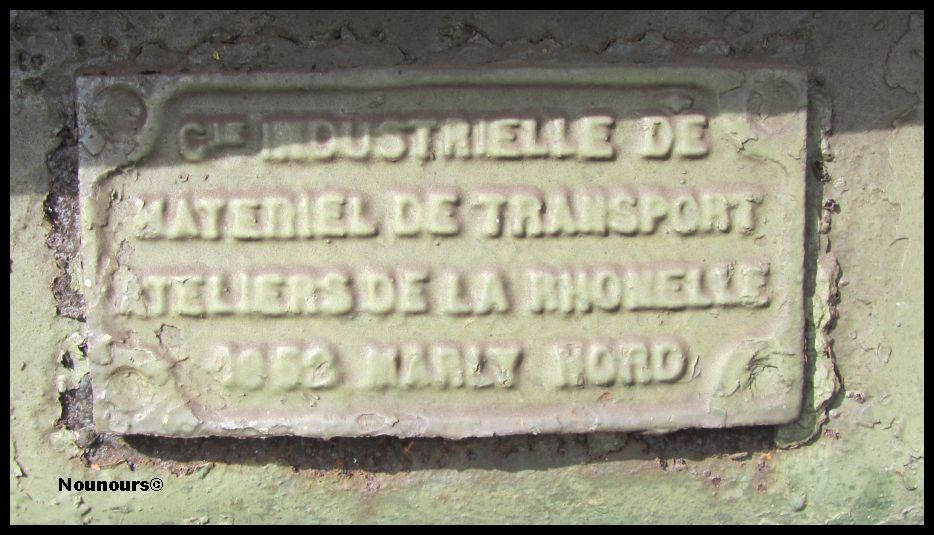 CIE INDUSTRIELLE DE
MATERIEL DE TRANSPORT
ATELIERS DE LA RHONELLE
1952 MARLY NORD
Nounours©